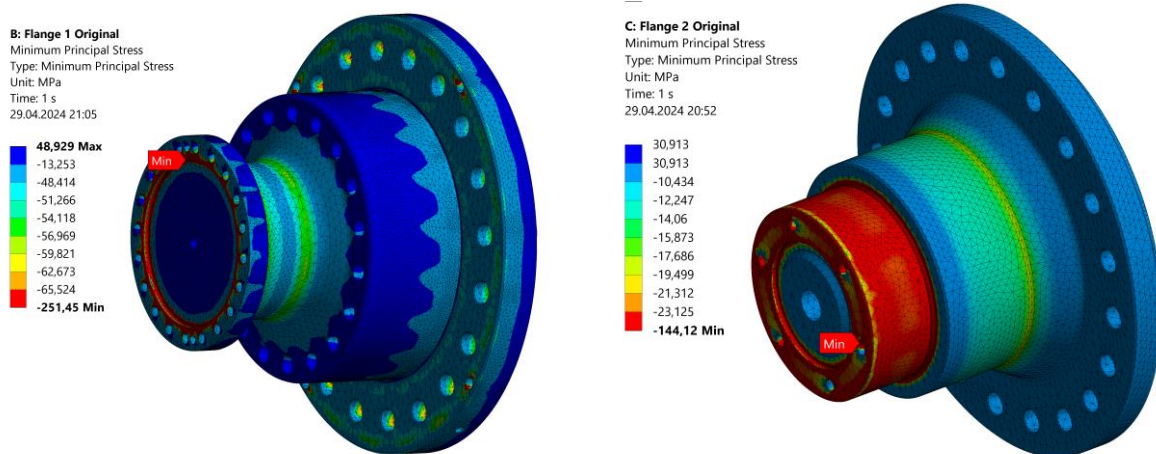 B: Flange 1 Original
Minimum Principal Stress
Type: Minimum Principal Stress
Unit: MPa
Time: 1 s
29.04.2024 21:05
48,929 Max
-13,253
-48,414
-51,266
-54,118
-56,969
-59,821
-62,673
-65,524
-251,45 Min
Min
C: Flange 2 Original
Minimum Principal Stress
Type: Minimum Principal Stress
Unit: MPa
Time: 1 s
29.04.2024 20:52
30,913
30,913
-10,434
-12,247
-14,06
-15,873
-17,686
-19,499
-21,312
-23,125
-144,12 Min
Min